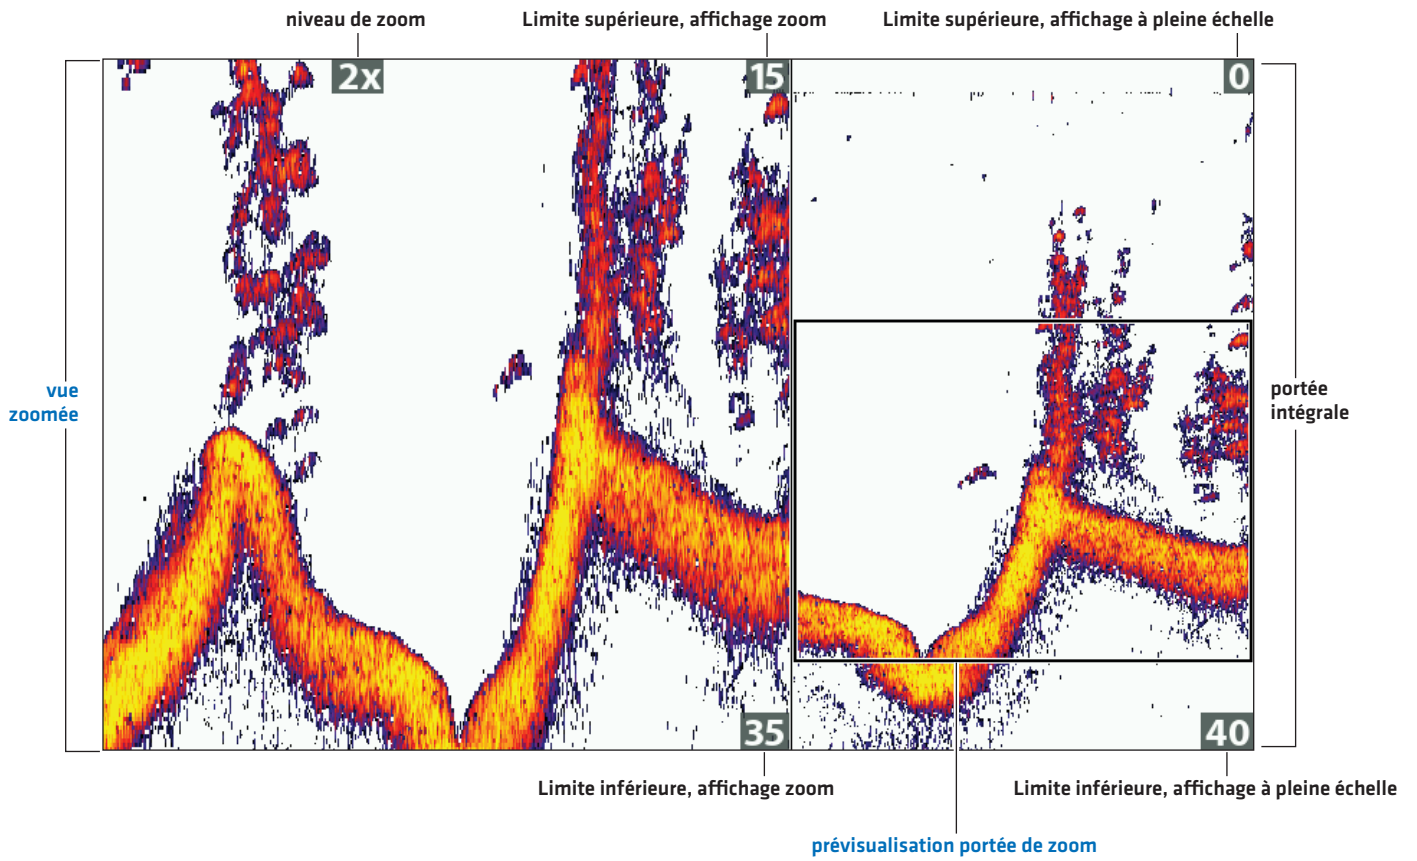 niveau de zoom
Limite supérieure, affichage zoom
Limite supérieure, affichage à pleine échelle
2x
15
0
vue
zoomée
portée
intégrale
35
40
Limite inférieure, affichage zoom
Limite inférieure, affichage à pleine échelle
prévisualisation portée de zoom